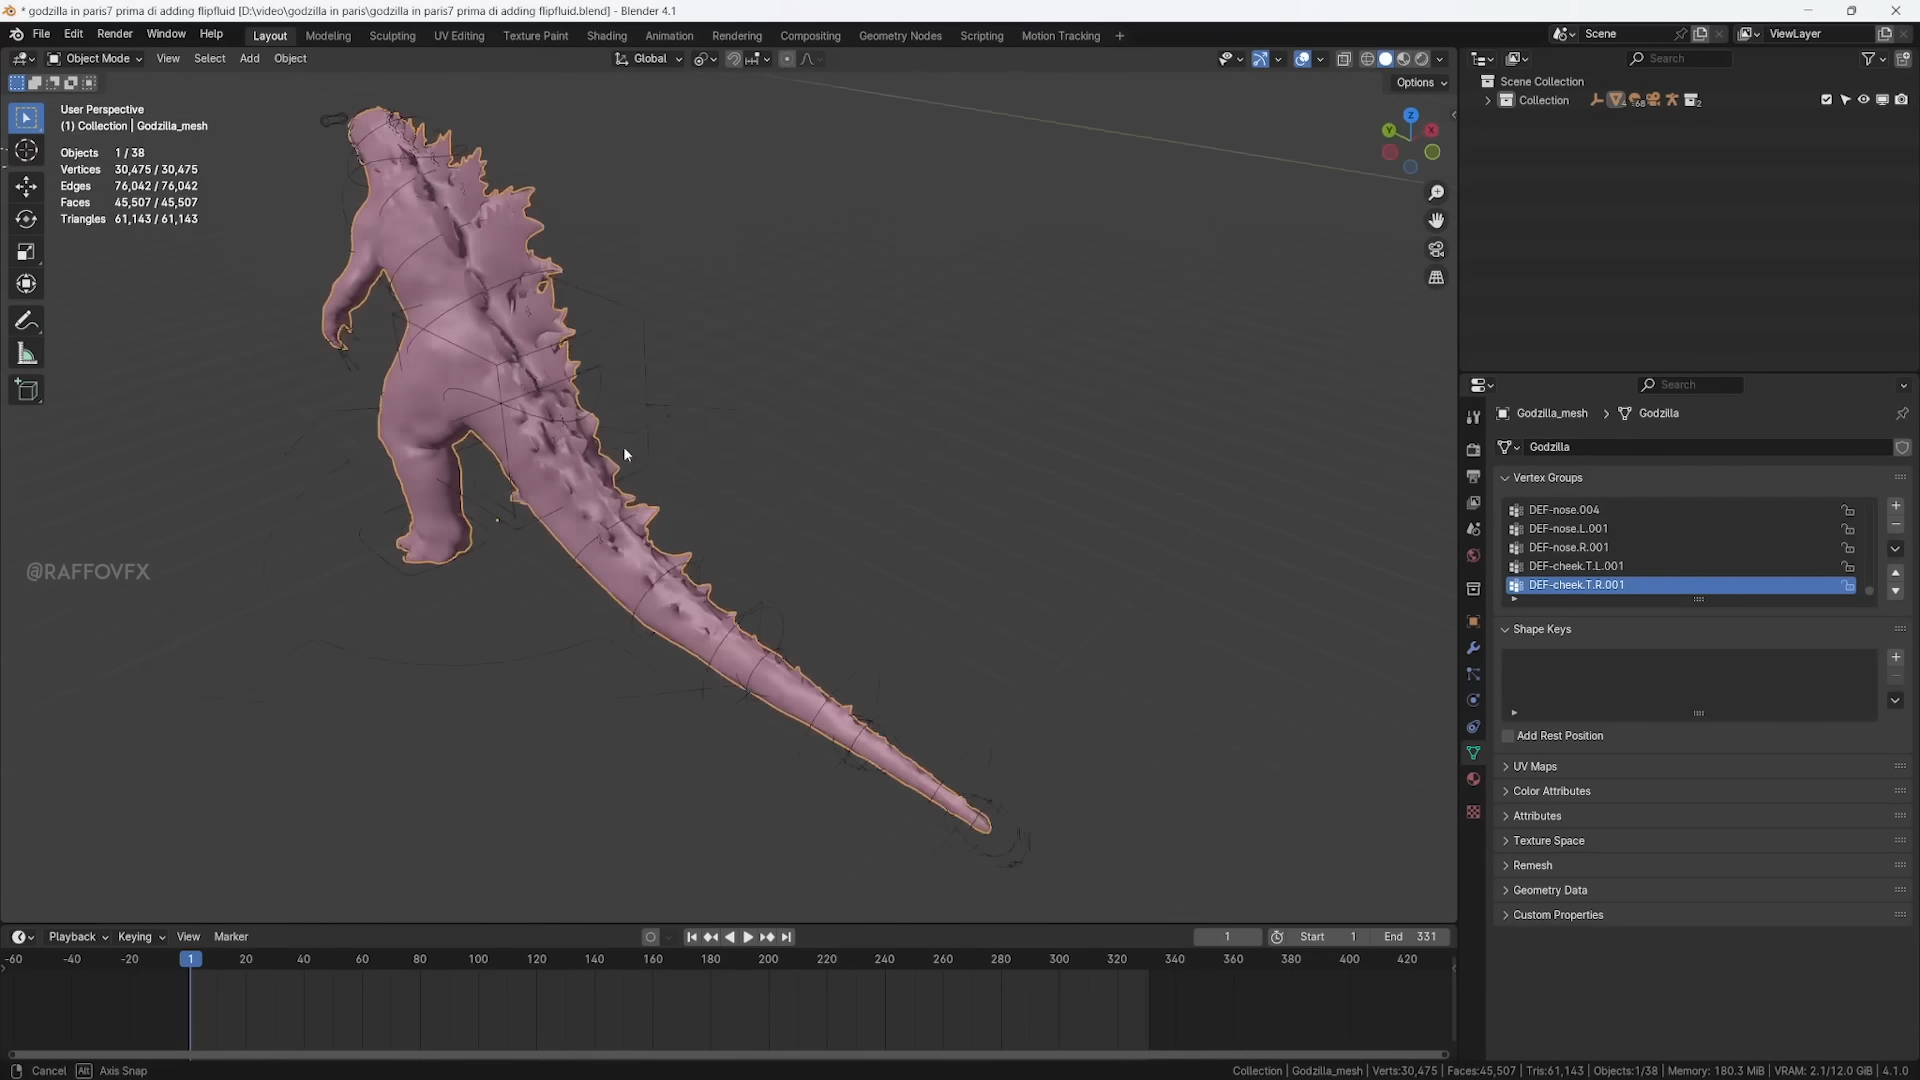 * godzilla in paris7 prima di adding flipfluid [D:\video\godzilla in paris\godzilla in paris7 prima di adding flipfluid.blend] - Blender 4.1
File Edit Render Window Help Layout Modeling Sculpting UV Editing Texture Paint Shading Animation Rendering Compositing Geometry Nodes Scripting Motion Tracking + Scene ViewLayer
Object Mode View Select Add Object Global Search
Options
Scene Collection
Collection
User Perspective
(1) Collection | Godzilla_mesh
Objects 1 / 38
Vertices 30,475 / 30,475
Edges 76,042 / 76,042
Faces 45,507 / 45,507
Triangles 61,143 / 61,143
Z
Y X
@RAFFOVFX
Search
Godzilla_mesh > Godzilla
Godzilla
Vertex Groups
DEF-nose.004
DEF-nose.L.001
DEF-nose.R.001
DEF-cheek.T.L.001
DEF-cheek.T.R.001
Shape Keys
Add Rest Position
UV Maps
Color Attributes
Attributes
Texture Space
Remesh
Geometry Data
Custom Properties
Playback Keying View Marker 1 Start 1 End 331
-60 -40 -20 1 20 40 60 80 100 120 140 160 180 200 220 240 260 280 300 320 340 360 380 400 420
Cancel Alt Axis Snap
Collection | Godzilla_mesh | Verts:30,475 | Faces:45,507 | Tris:61,143 | Objects:1/38 | Memory: 180.3 MiB | VRAM: 2.1/12.0 GiB | 4.1.0